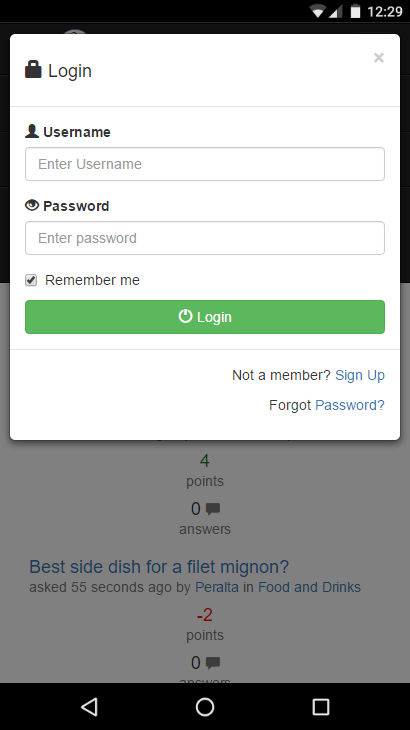 12:29
Login
×
Username
Enter Username
Password
Enter password
Remember me
Login
Not a member? Sign Up
Forgot Password?
4
points
0
answers
Best side dish for a filet mignon?
asked 55 seconds ago by Peralta in Food and Drinks
-2
points
0
answers